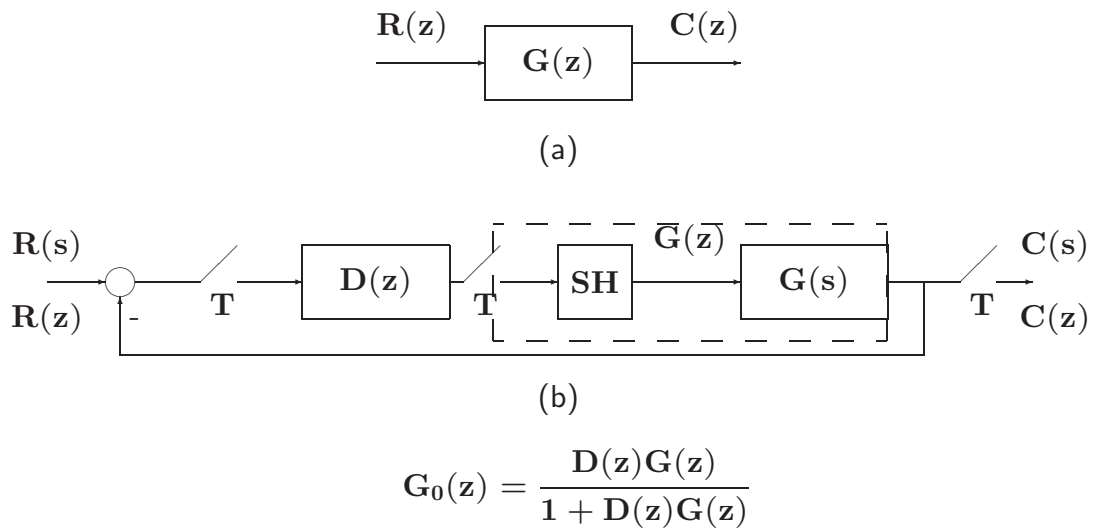 R(z) G(z) C(z)
(a)
R(s) R(z) - T D(z) T SH G(z) G(s) T C(s) C(z)
(b)
G₀(z) = D(z)G(z) / 1 + D(z)G(z)